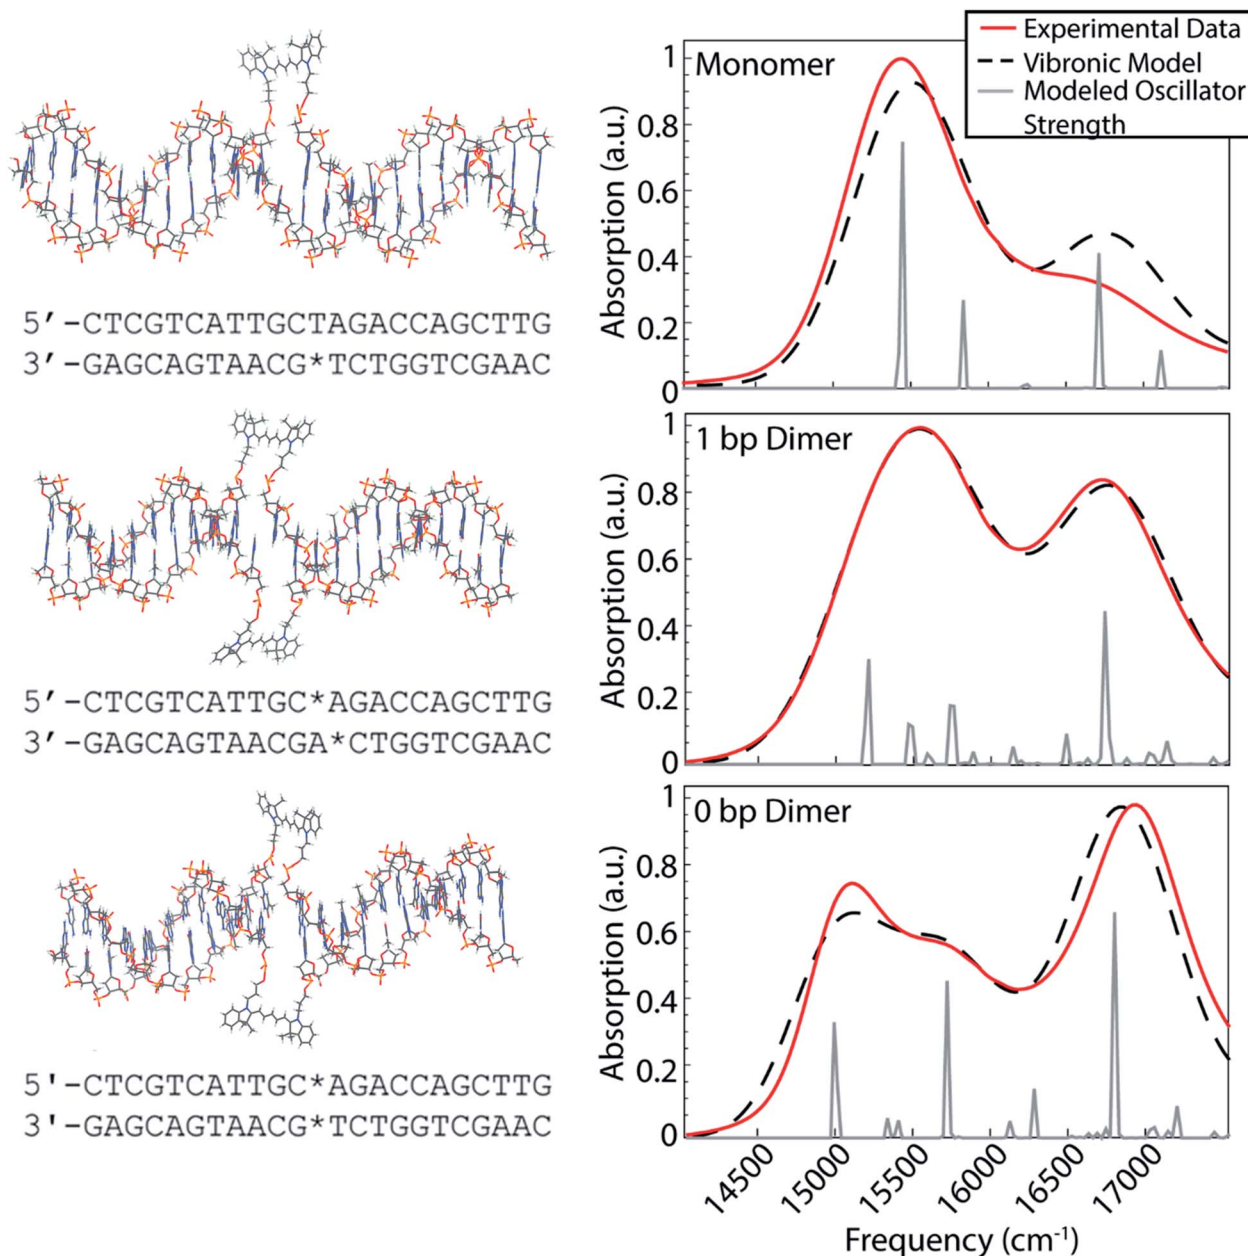 Experimental Data
Vibronic Model
Modeled Oscillator
Strength
Monomer
Absorption (a.u.)
1
0.8
0.6
0.4
0.2
0
5′-CTCGTCATTGCTAGACCAGCTTG
3′-GAGCAGTAACG*TCTGGTCGAAC
1 bp Dimer
Absorption (a.u.)
1
0.8
0.6
0.4
0.2
0
5′-CTCGTCATTGC*AGACCAGCTTG
3′-GAGCAGTAACGA*CTGGTCGAAC
0 bp Dimer
Absorption (a.u.)
1
0.8
0.6
0.4
0.2
0
5'-CTCGTCATTGC*AGACCAGCTTG
3'-GAGCAGTAACG*TCTGGTCGAAC
14500
15000
15500
16000
16500
17000
Frequency (cm⁻¹)